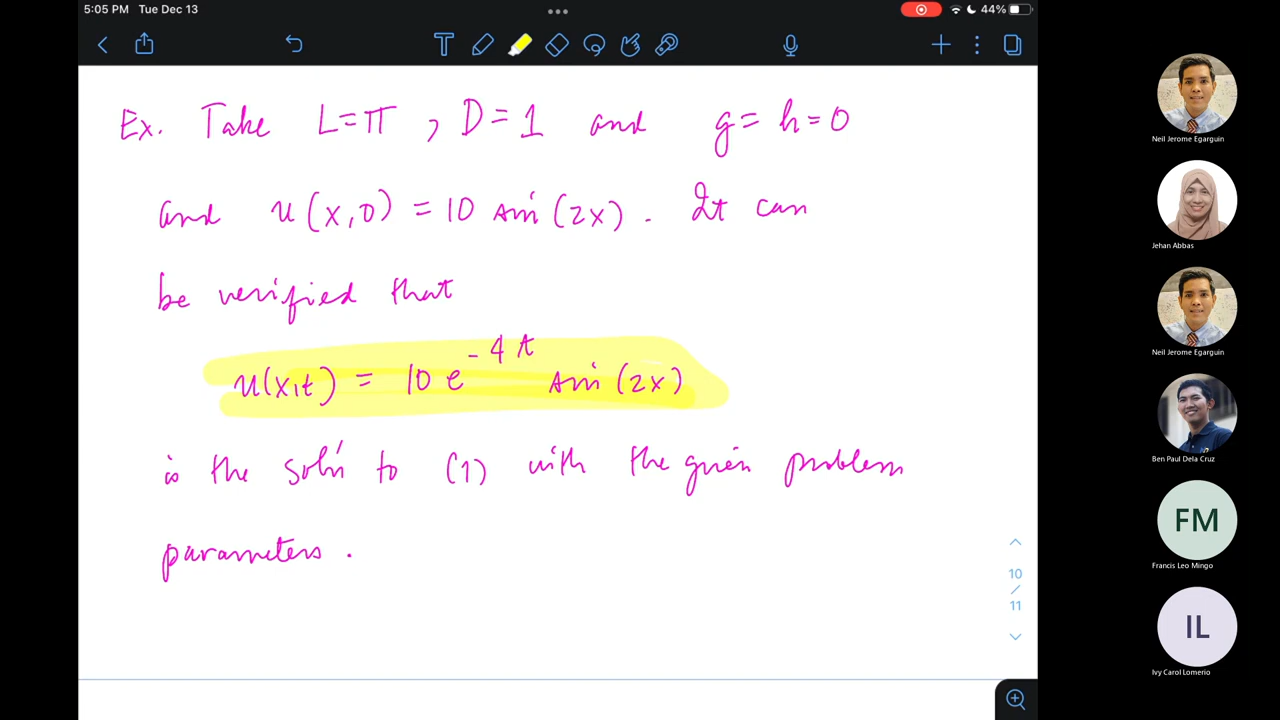 5:05 PM Tue Dec 13
44%
Ex. Take L=π, D=1 and g=h=0
and u(x,0) = 10 sin(2x). It can
be verified that
u(x,t) = 10 e^{-4t} sin(2x)
is the sol'n to (1) with the given problem
parameters.
10
/
11
Neil Jerome Egarguin
Jehan Abbas
Neil Jerome Egarguin
Ben Paul Dela Cruz
FM
Francis Leo Mingo
IL
Ivy Carol Lomerio